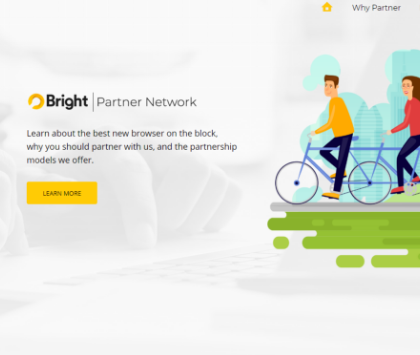 Why Partner
Bright Partner Network
Learn about the best new browser on the block,
why you should partner with us, and the partnership
models we offer.
LEARN MORE